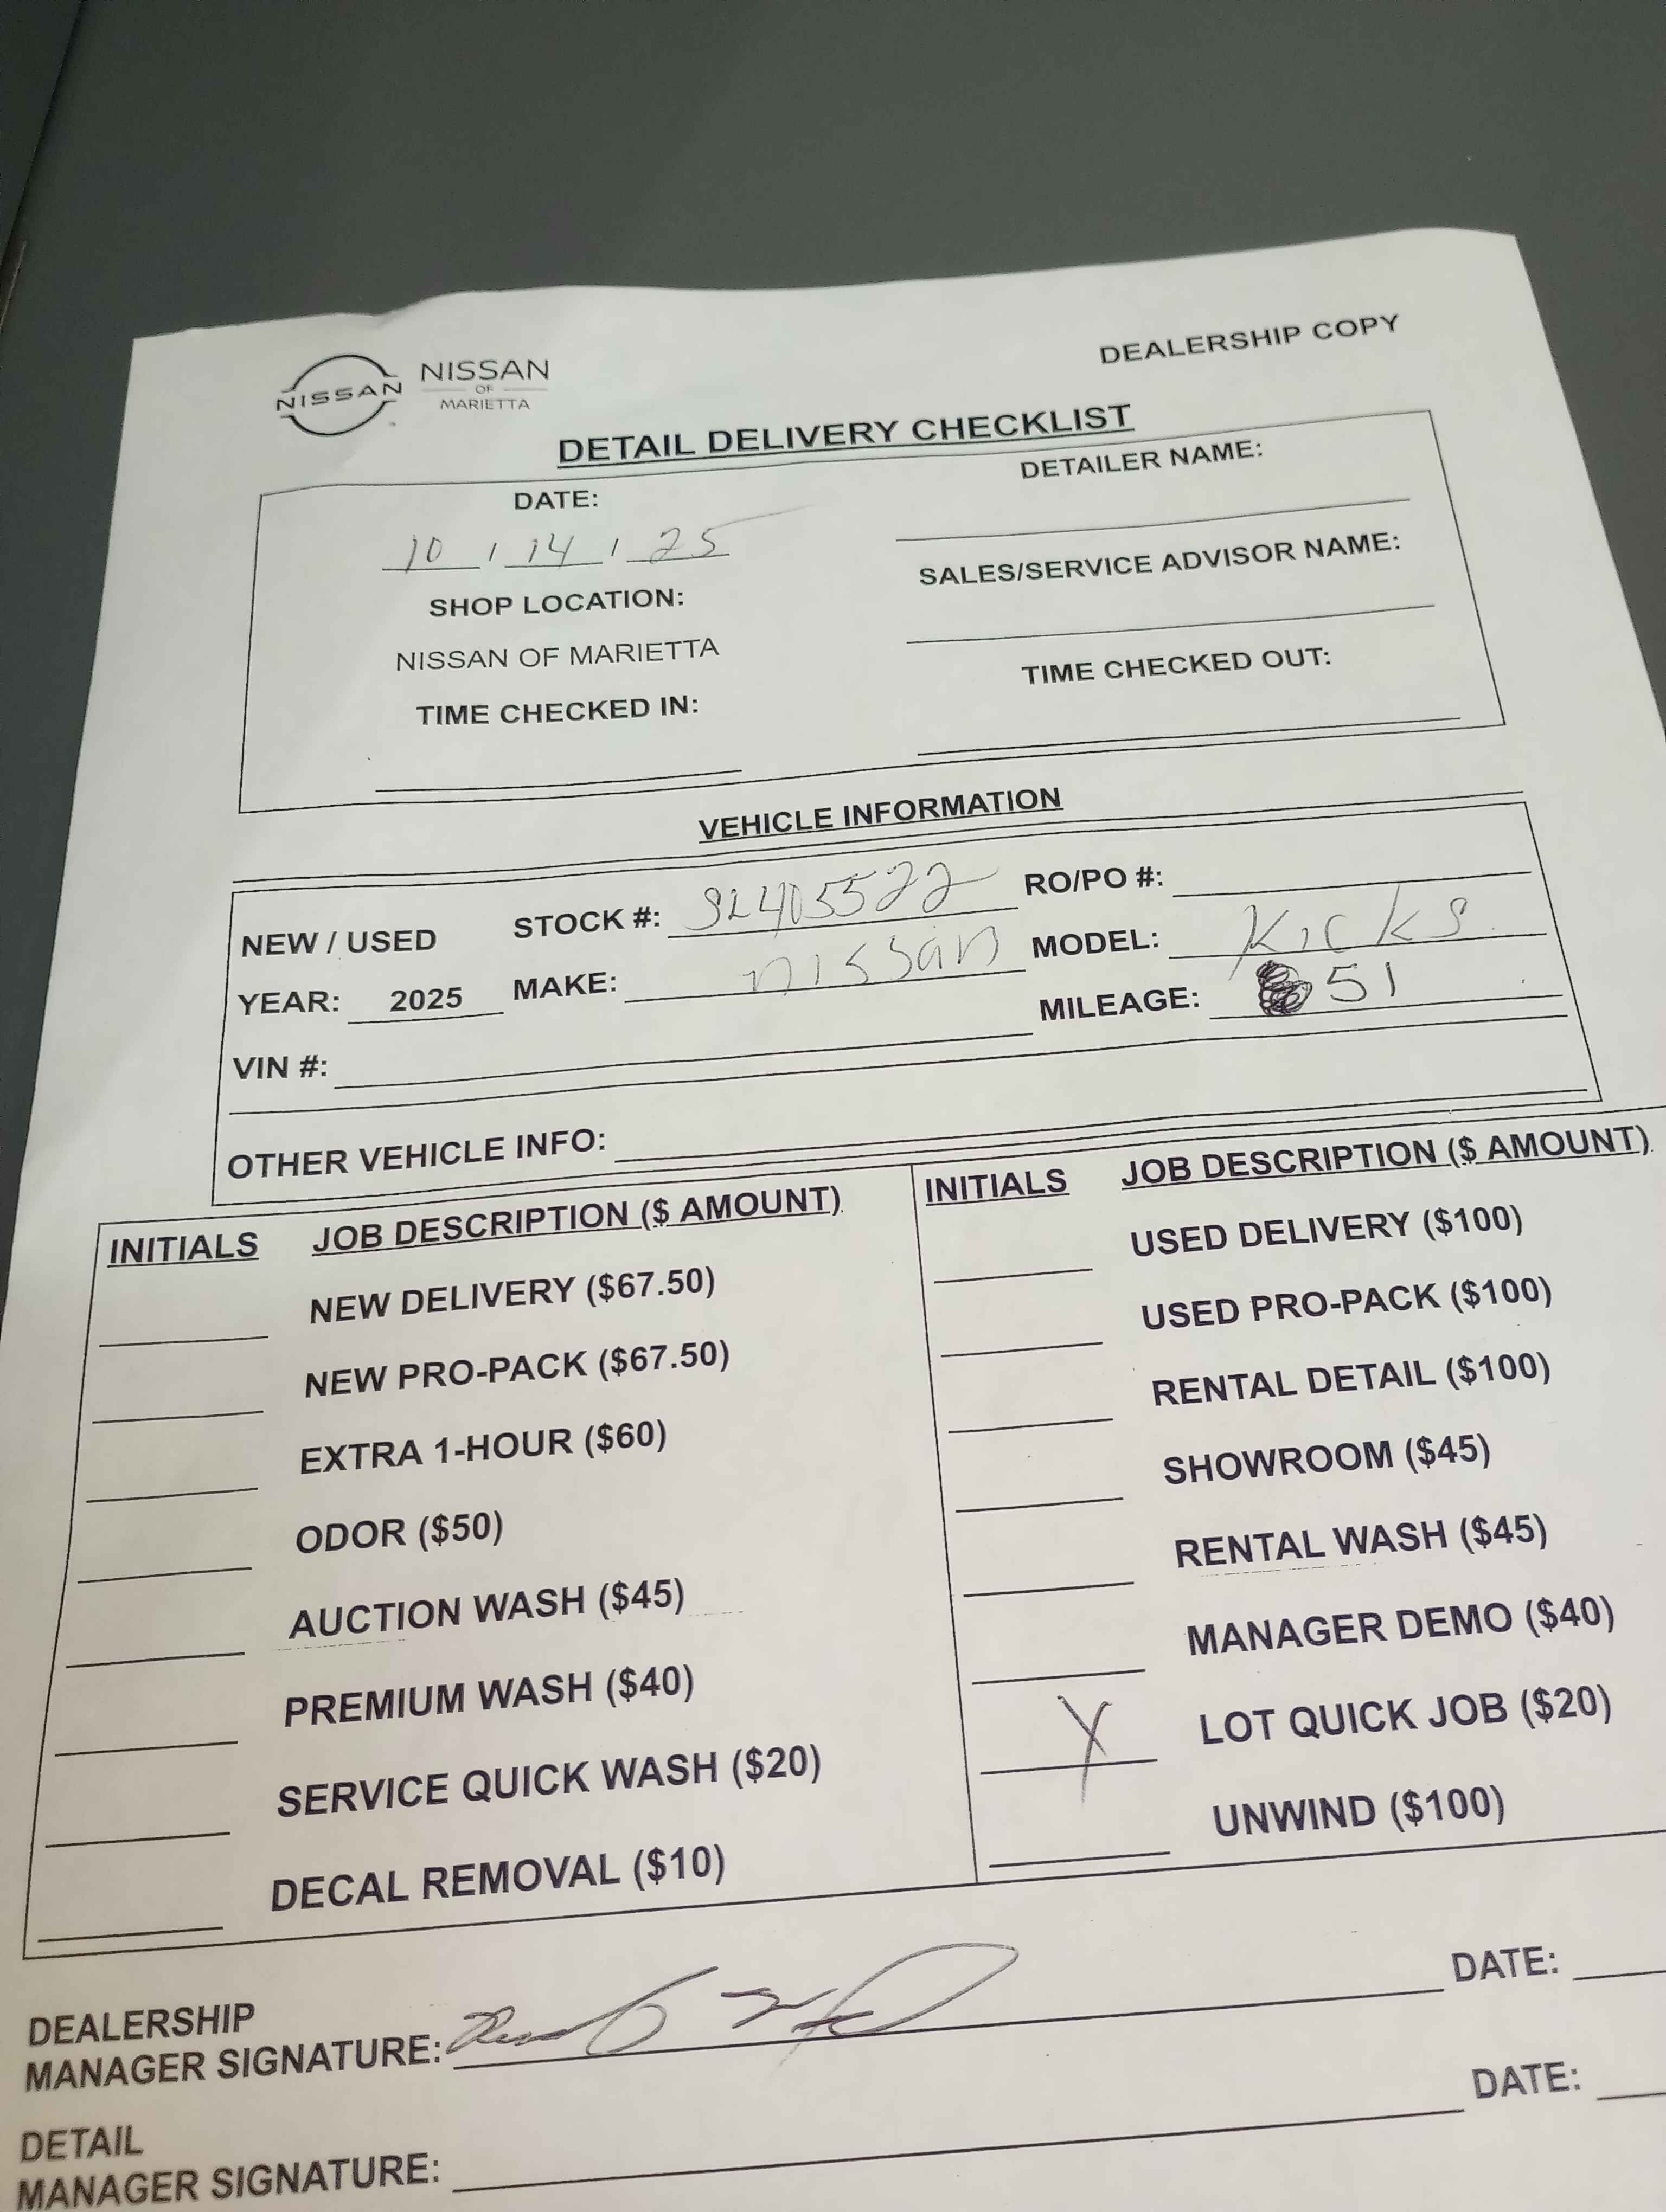 DEALERSHIP COPY
NISSAN
NISSAN
OF
MARIETTA
DETAIL DELIVERY CHECKLIST
DATE:
10 / 14 / 25
DETAILER NAME:
SHOP LOCATION:
NISSAN OF MARIETTA
SALES/SERVICE ADVISOR NAME:
TIME CHECKED IN:
TIME CHECKED OUT:
VEHICLE INFORMATION
NEW / USED STOCK #: SL405522 RO/PO #:
YEAR: 2025 MAKE: nissan MODEL: Kicks
VIN #: MILEAGE: 51
OTHER VEHICLE INFO:
INITIALS JOB DESCRIPTION ($ AMOUNT)
NEW DELIVERY ($67.50)
NEW PRO-PACK ($67.50)
EXTRA 1-HOUR ($60)
ODOR ($50)
AUCTION WASH ($45)
PREMIUM WASH ($40)
SERVICE QUICK WASH ($20)
DECAL REMOVAL ($10)
INITIALS JOB DESCRIPTION ($ AMOUNT)
USED DELIVERY ($100)
USED PRO-PACK ($100)
RENTAL DETAIL ($100)
SHOWROOM ($45)
RENTAL WASH ($45)
MANAGER DEMO ($40)
X LOT QUICK JOB ($20)
UNWIND ($100)
DEALERSHIP
MANAGER SIGNATURE: DATE:
DETAIL
MANAGER SIGNATURE: DATE: